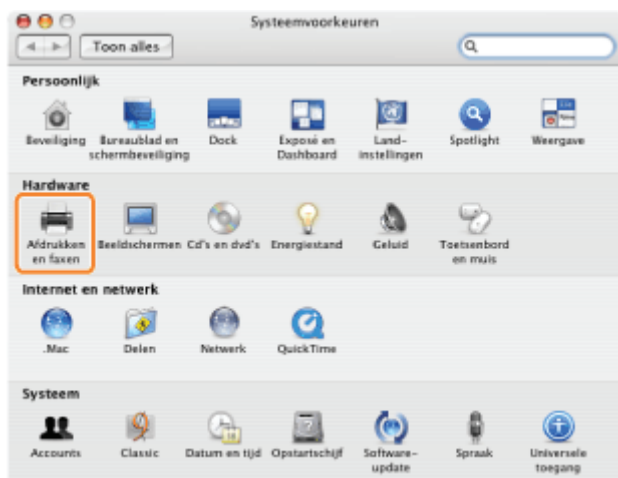 Systeemvoorkeuren
Toon alles
Persoonlijk
Beveiliging
Bureaublad en
schermbeveiliging
Dock
Exposé en
Dashboard
Land-
instellingen
Spotlight
Weergave
Hardware
Afdrukken
en faxen
Beeldschermen
Cd's en dvd's
Energiestand
Geluid
Toetsenbord
en muis
Internet en netwerk
.Mac
Delen
Netwerk
QuickTime
Systeem
Accounts
Classic
Datum en tijd
Opstartschijf
Software-
update
Spraak
Universele
toegang